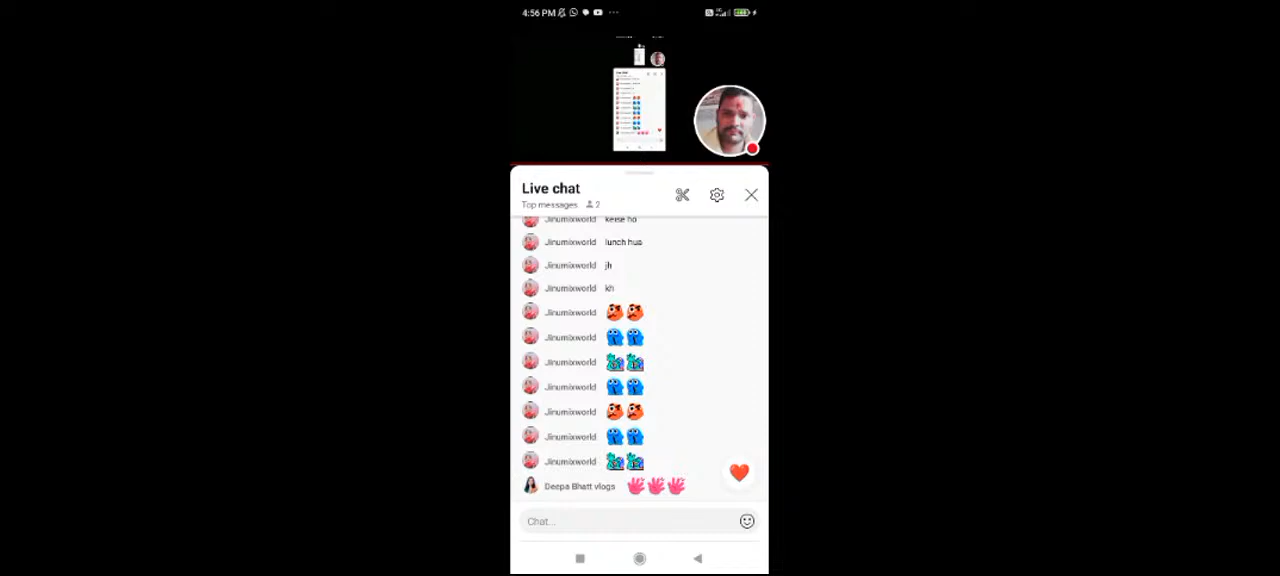 4:56 PM
Live chat
Top messages 2
Jinumixworld keise ho
Jinumixworld lunch hua
Jinumixworld jh
Jinumixworld kh
Jinumixworld
Jinumixworld
Jinumixworld
Jinumixworld
Jinumixworld
Jinumixworld
Jinumixworld
Deepa Bhatt vlogs
Chat...